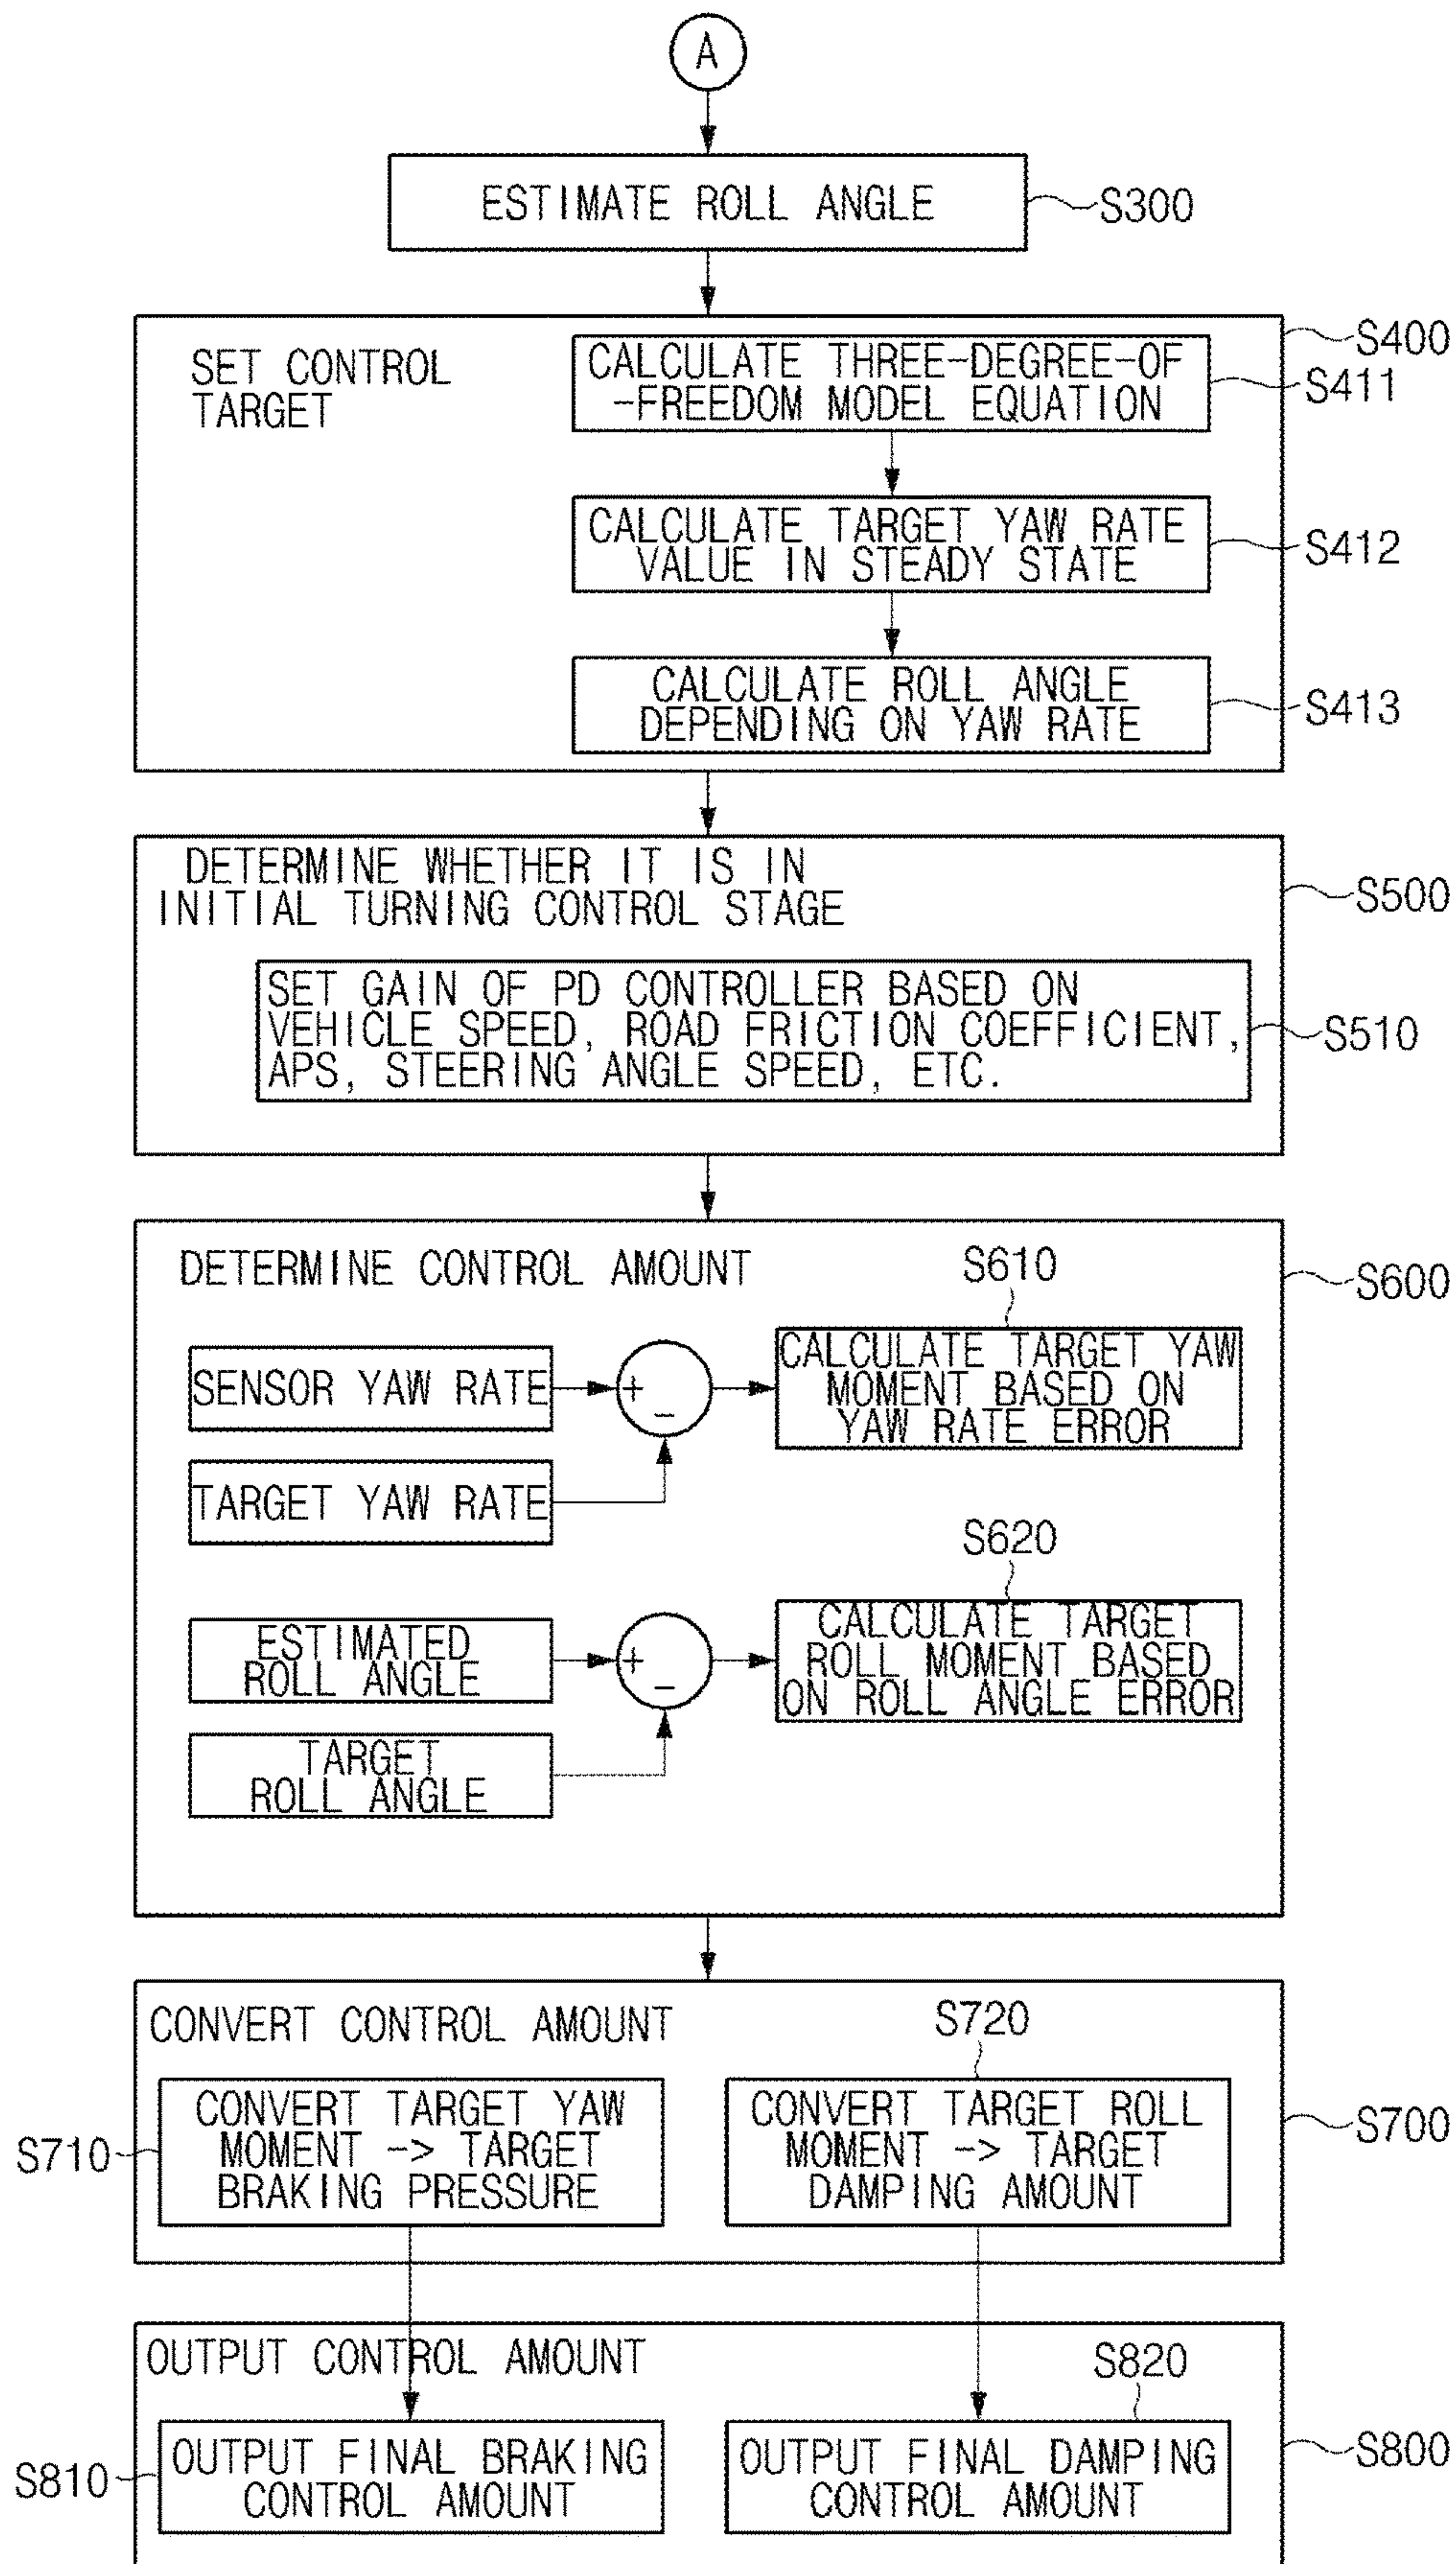 A
ESTIMATE ROLL ANGLE
S300
S400
SET CONTROL
TARGET
CALCULATE THREE-DEGREE-OF
-FREEDOM MODEL EQUATION
S411
CALCULATE TARGET YAW RATE
VALUE IN STEADY STATE
S412
CALCULATE ROLL ANGLE
DEPENDING ON YAW RATE
S413
DETERMINE WHETHER IT IS IN
INITIAL TURNING CONTROL STAGE
S500
SET GAIN OF PD CONTROLLER BASED ON
VEHICLE SPEED, ROAD FRICTION COEFFICIENT,
APS, STEERING ANGLE SPEED, ETC.
S510
DETERMINE CONTROL AMOUNT
S600
S610
SENSOR YAW RATE
+
−
CALCULATE TARGET YAW
MOMENT BASED ON
YAW RATE ERROR
TARGET YAW RATE
S620
ESTIMATED
ROLL ANGLE
+
−
CALCULATE TARGET
ROLL MOMENT BASED
ON ROLL ANGLE ERROR
TARGET
ROLL ANGLE
CONVERT CONTROL AMOUNT
S700
S710
CONVERT TARGET YAW
MOMENT -> TARGET
BRAKING PRESSURE
S720
CONVERT TARGET ROLL
MOMENT -> TARGET
DAMPING AMOUNT
OUTPUT CONTROL AMOUNT
S800
S810
OUTPUT FINAL BRAKING
CONTROL AMOUNT
S820
OUTPUT FINAL DAMPING
CONTROL AMOUNT